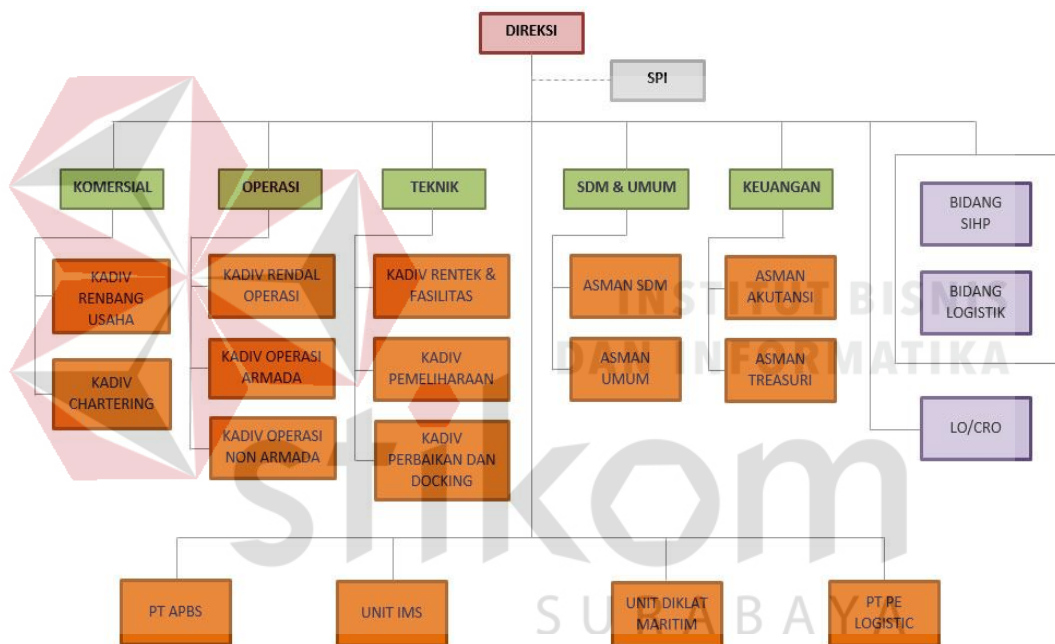 DIREKSI
SPI
KOMERSIAL
OPERASI
TEKNIK
SDM & UMUM
KEUANGAN
BIDANG
SIHP
KADIV
RENBANG
USAHA
KADIV RENDAL
OPERASI
KADIV RENTEK &
FASILITAS
ASMAN SDM
ASMAN
AKUTANSI
BIDANG
LOGISTIK
INSTITUT BISNIS
DAN INFORMATIKA
KADIV
CHARTERING
KADIV OPERASI
ARMADA
KADIV
PEMELIHARAAN
ASMAN
UMUM
ASMAN
TREASURI
KADIV OPERASI
NON ARMADA
KADIV
PERBAIKAN DAN
DOCKING
LO/CRO
stikom
SURABAYA
PT APBS
UNIT IMS
UNIT DIKLAT
MARITIM
PT PE
LOGISTIC